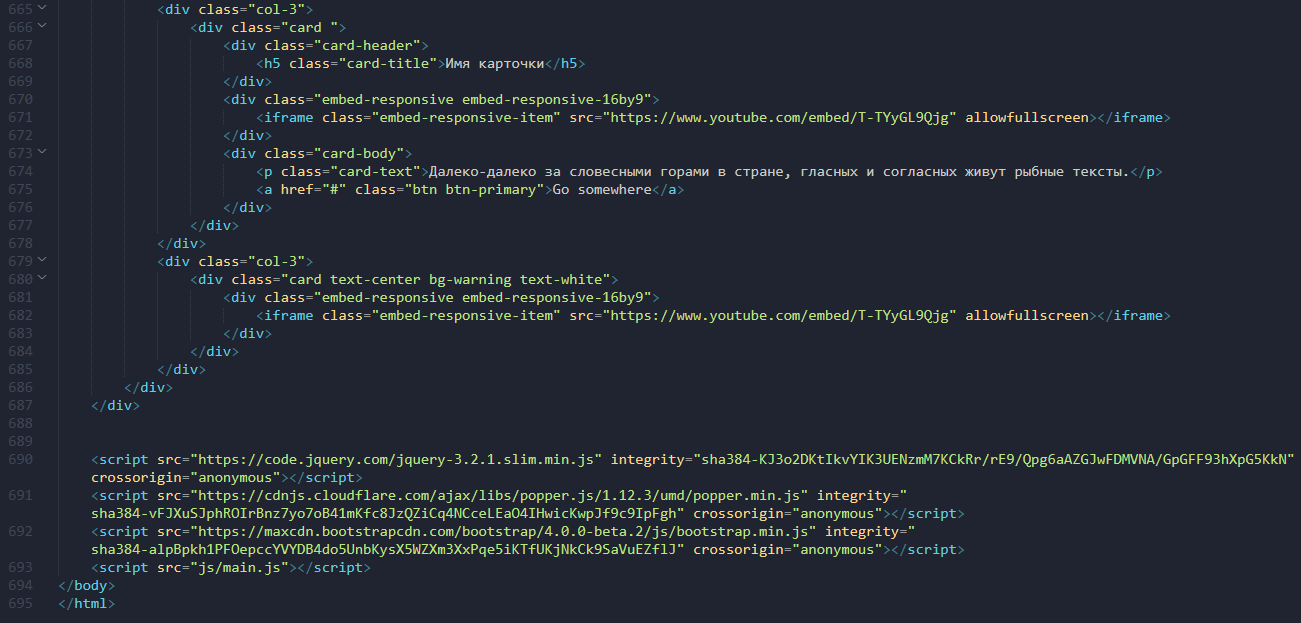 665 <div class="col-3">
666 <div class="card ">
667 <div class="card-header">
668 <h5 class="card-title">Имя карточки</h5>
669 </div>
670 <div class="embed-responsive embed-responsive-16by9">
671 <iframe class="embed-responsive-item" src="https://www.youtube.com/embed/T-TYyGL9Qjg" allowfullscreen></iframe>
672 </div>
673 <div class="card-body">
674 <p class="card-text">Далеко-далеко за словесными горами в стране, гласных и согласных живут рыбные тексты.</p>
675 <a href="#" class="btn btn-primary">Go somewhere</a>
676 </div>
677 </div>
678 </div>
679 <div class="col-3">
680 <div class="card text-center bg-warning text-white">
681 <div class="embed-responsive embed-responsive-16by9">
682 <iframe class="embed-responsive-item" src="https://www.youtube.com/embed/T-TYyGL9Qjg" allowfullscreen></iframe>
683 </div>
684 </div>
685 </div>
686 </div>
687 </div>
688
689
690 <script src="https://code.jquery.com/jquery-3.2.1.slim.min.js" integrity="sha384-KJ3o2DKtIkvYIK3UENzmM7KCkRr/rE9/Qpg6aAZGJwFDMVNA/GpGFF93hXpG5KkN"
crossorigin="anonymous"></script>
691 <script src="https://cdnjs.cloudflare.com/ajax/libs/popper.js/1.12.3/umd/popper.min.js" integrity="
sha384-vFJXuSJphROIrBnz7yo7oB41mKfc8JzQZiCq4NCceLEaO4IHwicKwpJf9c9IpFgh" crossorigin="anonymous"></script>
692 <script src="https://maxcdn.bootstrapcdn.com/bootstrap/4.0.0-beta.2/js/bootstrap.min.js" integrity="
sha384-alpBpkh1PFOepccYVYDB4do5UnbKysX5WZXm3XxPqe5iKTfUKjNkCk9SaVuEZflJ" crossorigin="anonymous"></script>
693 <script src="js/main.js"></script>
694 </body>
695 </html>